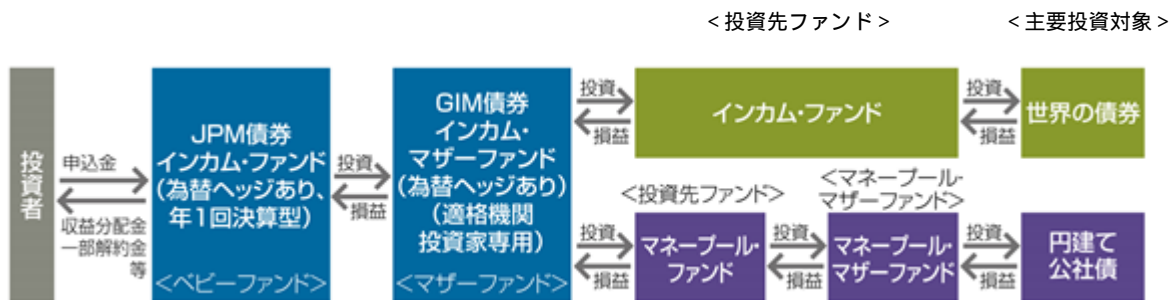 <投資先ファンド>
<主要投資対象>
投資者
申込金
収益分配金
一部解約金
等
JPM債券
インカム・ファンド
(為替ヘッジあり、
年1回決算型)
<ベビーファンド>
投資
損益
GIM債券
インカム・
マザーファンド
(為替ヘッジあり)
(適格機関
投資家専用)
<マザーファンド>
投資
損益
インカム・ファンド
投資
損益
世界の債券
投資
損益
<投資先ファンド>
マネープール・
ファンド
投資
損益
<マネープール・
マザーファンド>
マネープール・
マザーファンド
投資
損益
円建て
公社債